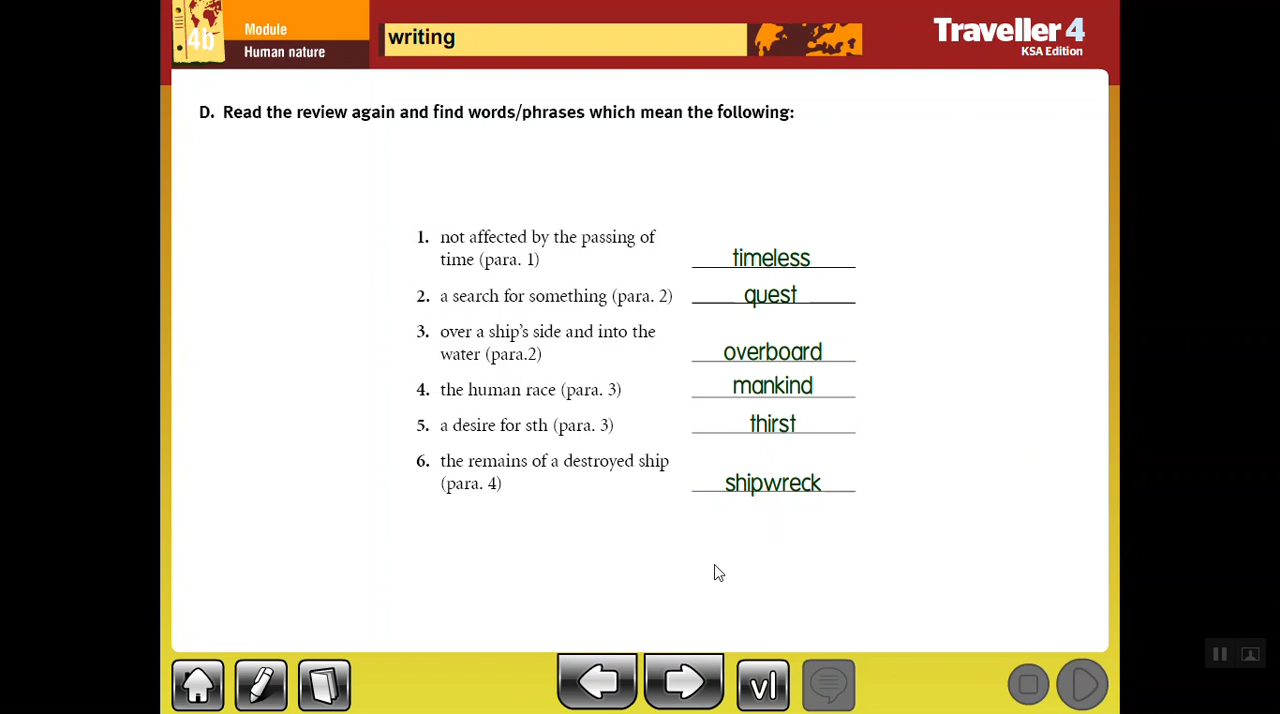 4b
Module
Human nature
writing
Traveller 4
KSA Edition
D. Read the review again and find words/phrases which mean the following:
1. not affected by the passing of
time (para. 1) timeless
2. a search for something (para. 2) quest
3. over a ship's side and into the
water (para.2) overboard
4. the human race (para. 3) mankind
5. a desire for sth (para. 3) thirst
6. the remains of a destroyed ship
(para. 4) shipwreck
vl